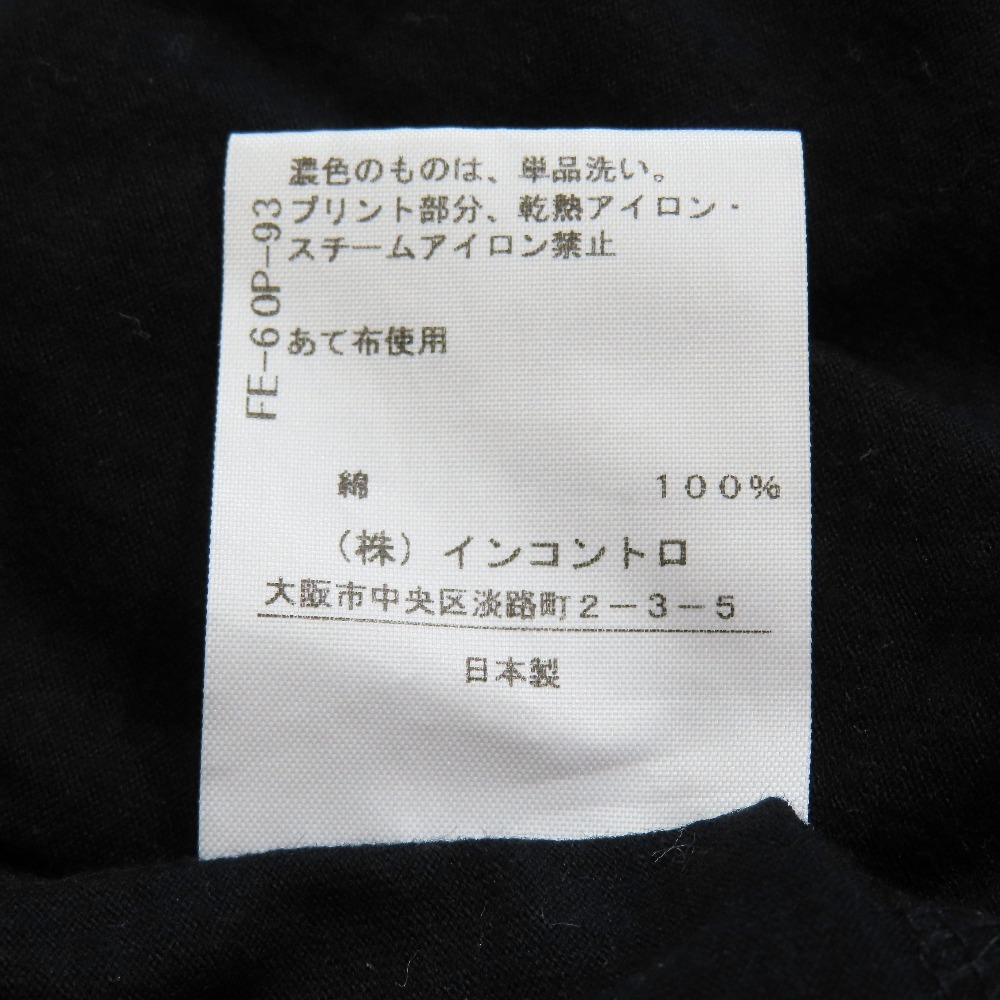 濃色のものは、単品洗い。
プリント部分、乾熱アイロン・
スチームアイロン禁止
FE-60P-93
あて布使用
綿 100%
(株)インコントロ
大阪市中央区淡路町2-3-5
日本製